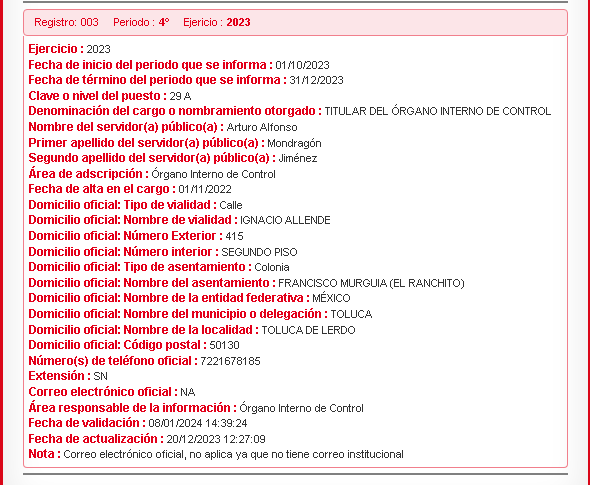 Registro: 003 Periodo : 4º Ejericio : 2023
Ejercicio : 2023
Fecha de inicio del periodo que se informa : 01/10/2023
Fecha de término del periodo que se informa : 31/12/2023
Clave o nivel del puesto : 29 A
Denominación del cargo o nombramiento otorgado : TITULAR DEL ÓRGANO INTERNO DE CONTROL
Nombre del servidor(a) público(a) : Arturo Alfonso
Primer apellido del servidor(a) público(a) : Mondragón
Segundo apellido del servidor(a) público(a) : Jiménez
Área de adscripción : Órgano Interno de Control
Fecha de alta en el cargo : 01/11/2022
Domicilio oficial: Tipo de vialidad : Calle
Domicilio oficial: Nombre de vialidad : IGNACIO ALLENDE
Domicilio oficial: Número Exterior : 415
Domicilio oficial: Número interior : SEGUNDO PISO
Domicilio oficial: Tipo de asentamiento : Colonia
Domicilio oficial: Nombre del asentamiento : FRANCISCO MURGUIA (EL RANCHITO)
Domicilio oficial: Nombre de la entidad federativa : MÉXICO
Domicilio oficial: Nombre del municipio o delegación : TOLUCA
Domicilio oficial: Nombre de la localidad : TOLUCA DE LERDO
Domicilio oficial: Código postal : 50130
Número(s) de teléfono oficial : 7221678185
Extensión : SN
Correo electrónico oficial : NA
Área responsable de la información : Órgano Interno de Control
Fecha de validación : 08/01/2024 14:39:24
Fecha de actualización : 20/12/2023 12:27:09
Nota : Correo electrónico oficial, no aplica ya que no tiene correo institucional